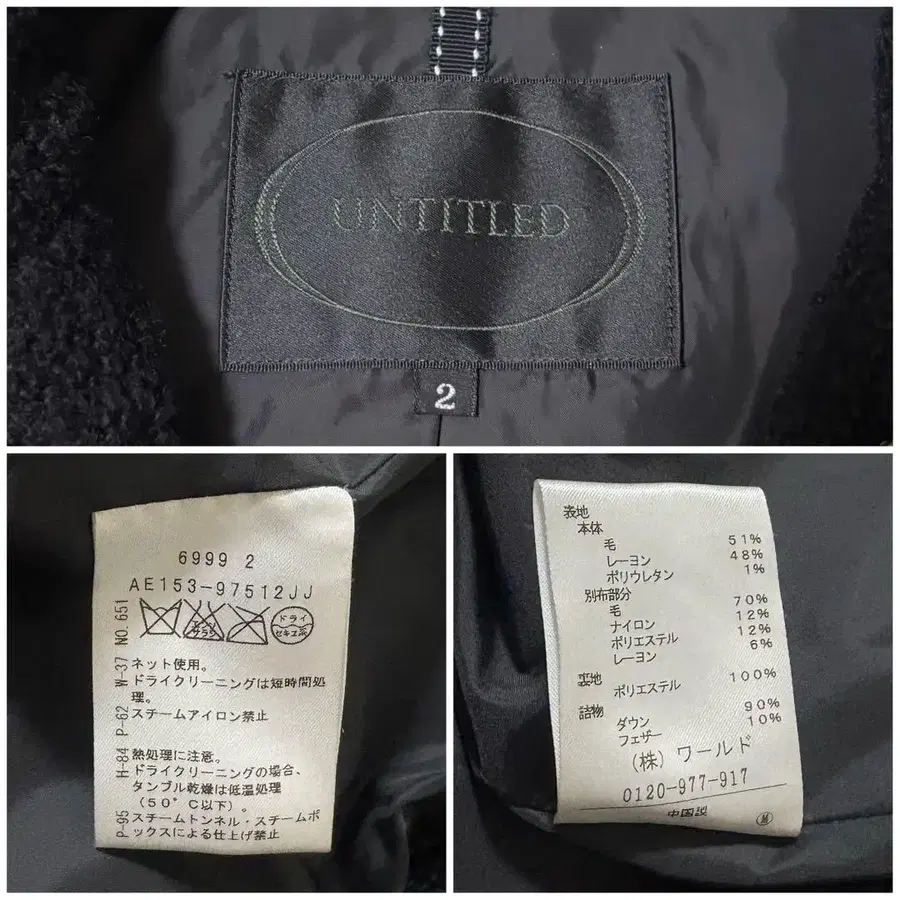 UNTITLED
2
6999 2
AE153-97512JJ
エンソサラシ
ドライ
セキユ系
ネット使用。
ドライクリーニングは短時間処
理。
スチームアイロン禁止
熱処理に注意。
ドライクリーニングの場合、
タンブル乾燥は低温処理
(50°C以下)。
スチームトンネル・スチームボ
ックスによる仕上げ禁止
P-95 H-84 P-62 W-37 NO.651
表地
本体
毛 51%
レーヨン 48%
ポリウレタン 1%
別布部分
毛 70%
ナイロン 12%
ポリエステル 12%
レーヨン 6%
裏地
ポリエステル 100%
詰物
ダウン 90%
フェザー 10%
(株)ワールド
0120-977-917
中国製